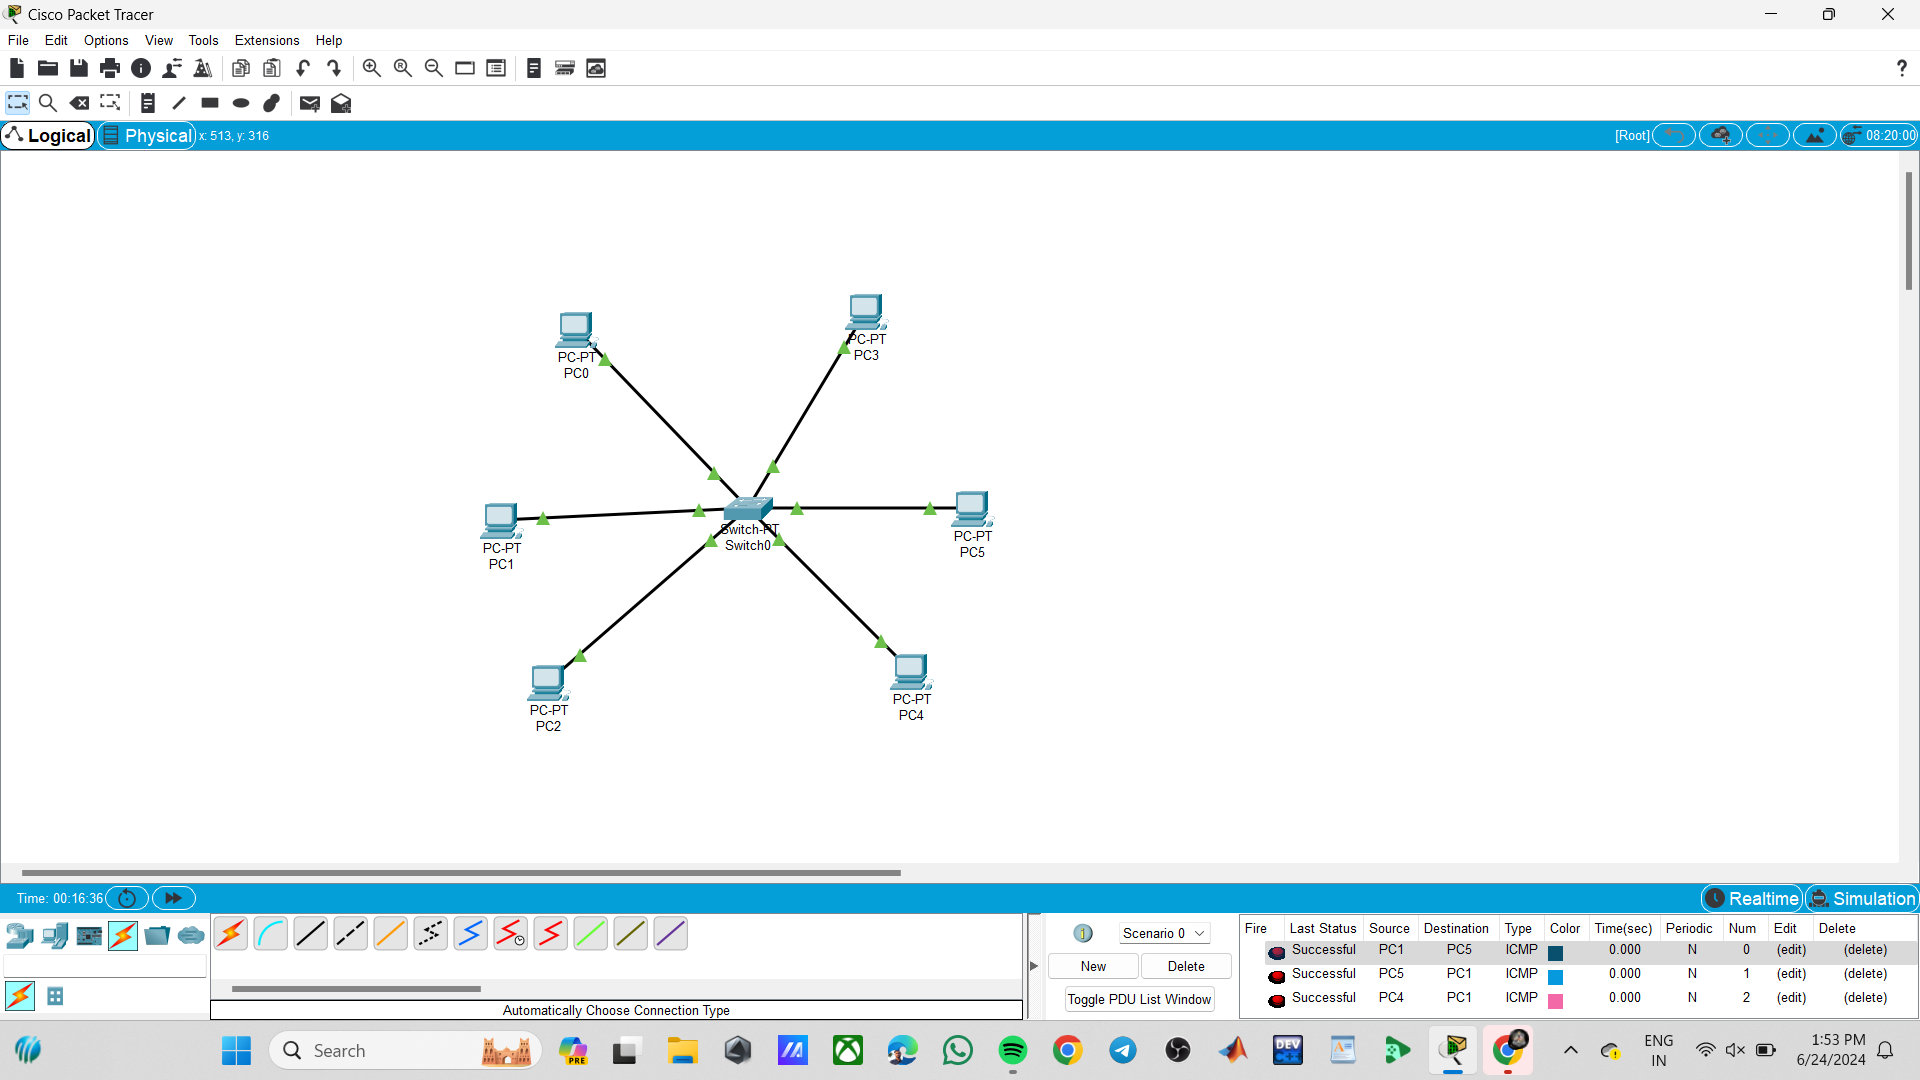 Cisco Packet Tracer
File Edit Options View Tools Extensions Help
?
Logical Physical x: 513, y: 316 [Root] 08:20:00
PC-PT
PC3
PC-PT
PC0
Switch-PT
Switch0
PC-PT
PC5
PC-PT
PC1
PC-PT
PC4
PC-PT
PC2
Time: 00:16:36 Realtime Simulation
Scenario 0
New Delete
Toggle PDU List Window
Automatically Choose Connection Type
Fire Last Status Source Destination Type Color Time(sec) Periodic Num Edit Delete
Successful PC1 PC5 ICMP 0.000 N 0 (edit) (delete)
Successful PC5 PC1 ICMP 0.000 N 1 (edit) (delete)
Successful PC4 PC1 ICMP 0.000 N 2 (edit) (delete)
Search
PRE
DEV C++
ENG
IN
1:53 PM
6/24/2024